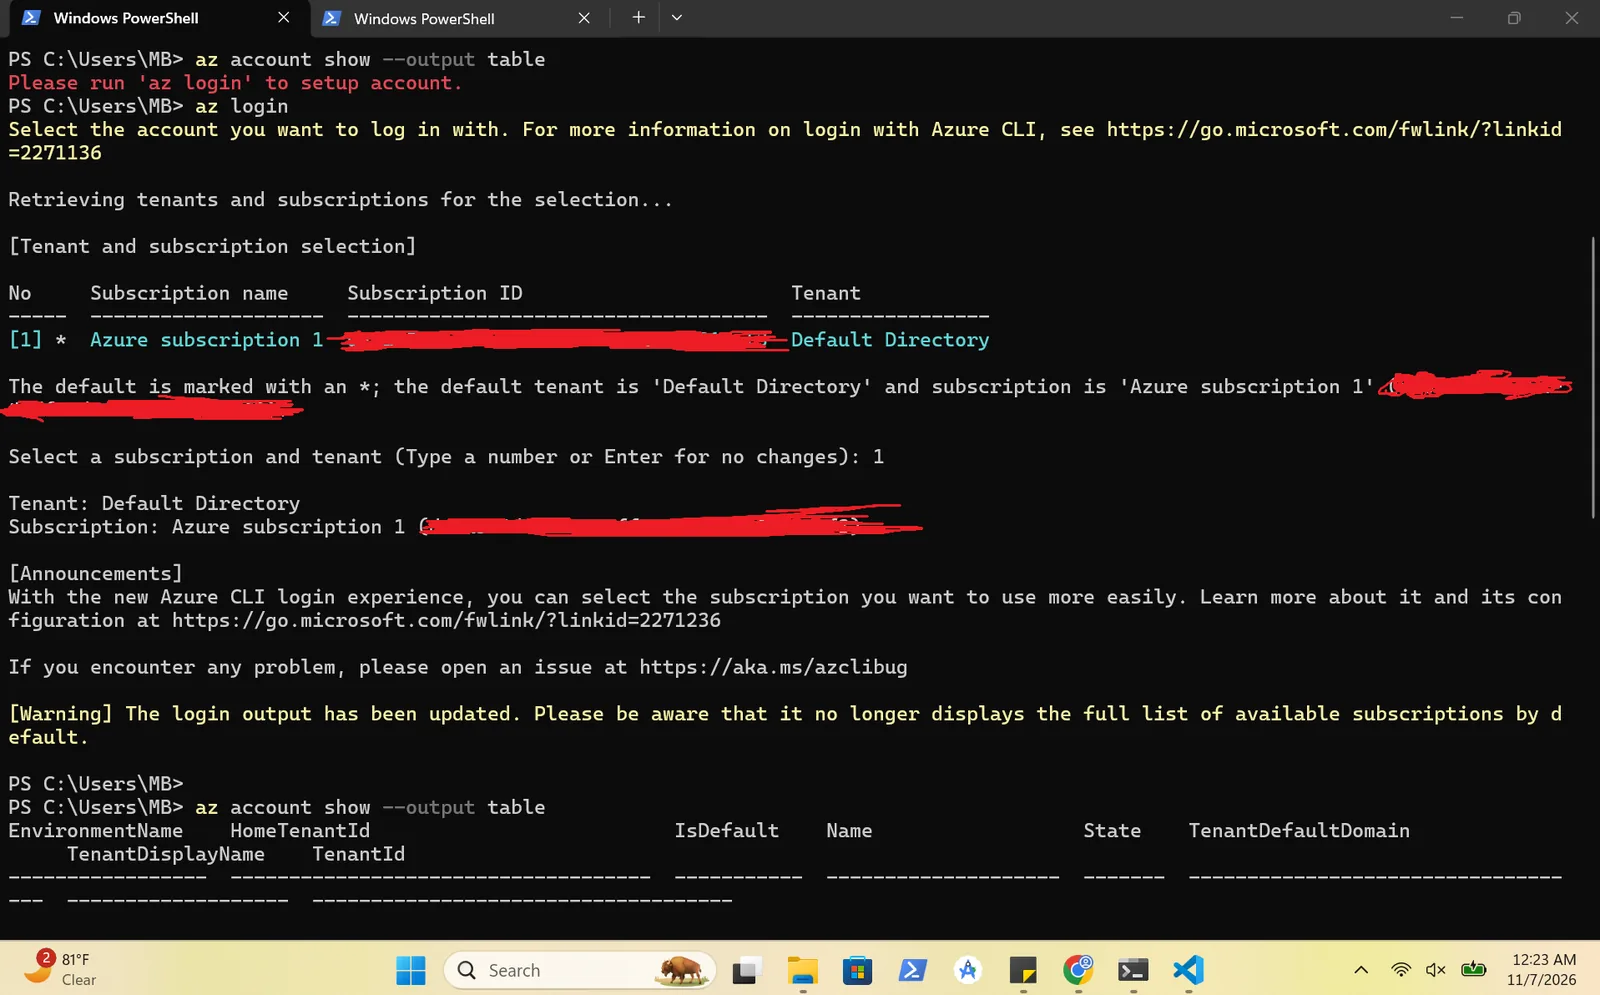 Windows PowerShell
Windows PowerShell
PS C:\Users\MB> az account show --output table
Please run 'az login' to setup account.
PS C:\Users\MB> az login
Select the account you want to log in with. For more information on login with Azure CLI, see https://go.microsoft.com/fwlink/?linkid
=2271136
Retrieving tenants and subscriptions for the selection...
[Tenant and subscription selection]
No Subscription name Subscription ID Tenant
----- -------------------- ------------------------------------ -----------------
[1] * Azure subscription 1 Default Directory
The default is marked with an *; the default tenant is 'Default Directory' and subscription is 'Azure subscription 1'
Select a subscription and tenant (Type a number or Enter for no changes): 1
Tenant: Default Directory
Subscription: Azure subscription 1
[Announcements]
With the new Azure CLI login experience, you can select the subscription you want to use more easily. Learn more about it and its con
figuration at https://go.microsoft.com/fwlink/?linkid=2271236
If you encounter any problem, please open an issue at https://aka.ms/azclibug
[Warning] The login output has been updated. Please be aware that it no longer displays the full list of available subscriptions by d
efault.
PS C:\Users\MB>
PS C:\Users\MB> az account show --output table
EnvironmentName HomeTenantId IsDefault Name State TenantDefaultDomain
TenantDisplayName TenantId
----------------- ------------------------------------ ----------- -------------------- ------- --------------------------------
--- ------------------- ------------------------------------
2
81°F
Clear
Search
12:23 AM
11/7/2026